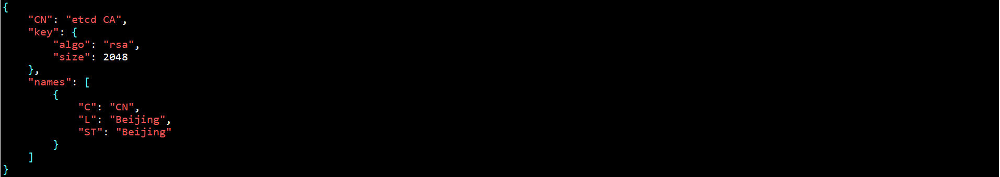 {
    "CN": "etcd CA",
    "key": {
        "algo": "rsa",
        "size": 2048
    },
    "names": [
        {
            "C": "CN",
            "L": "Beijing",
            "ST": "Beijing"
        }
    ]
}